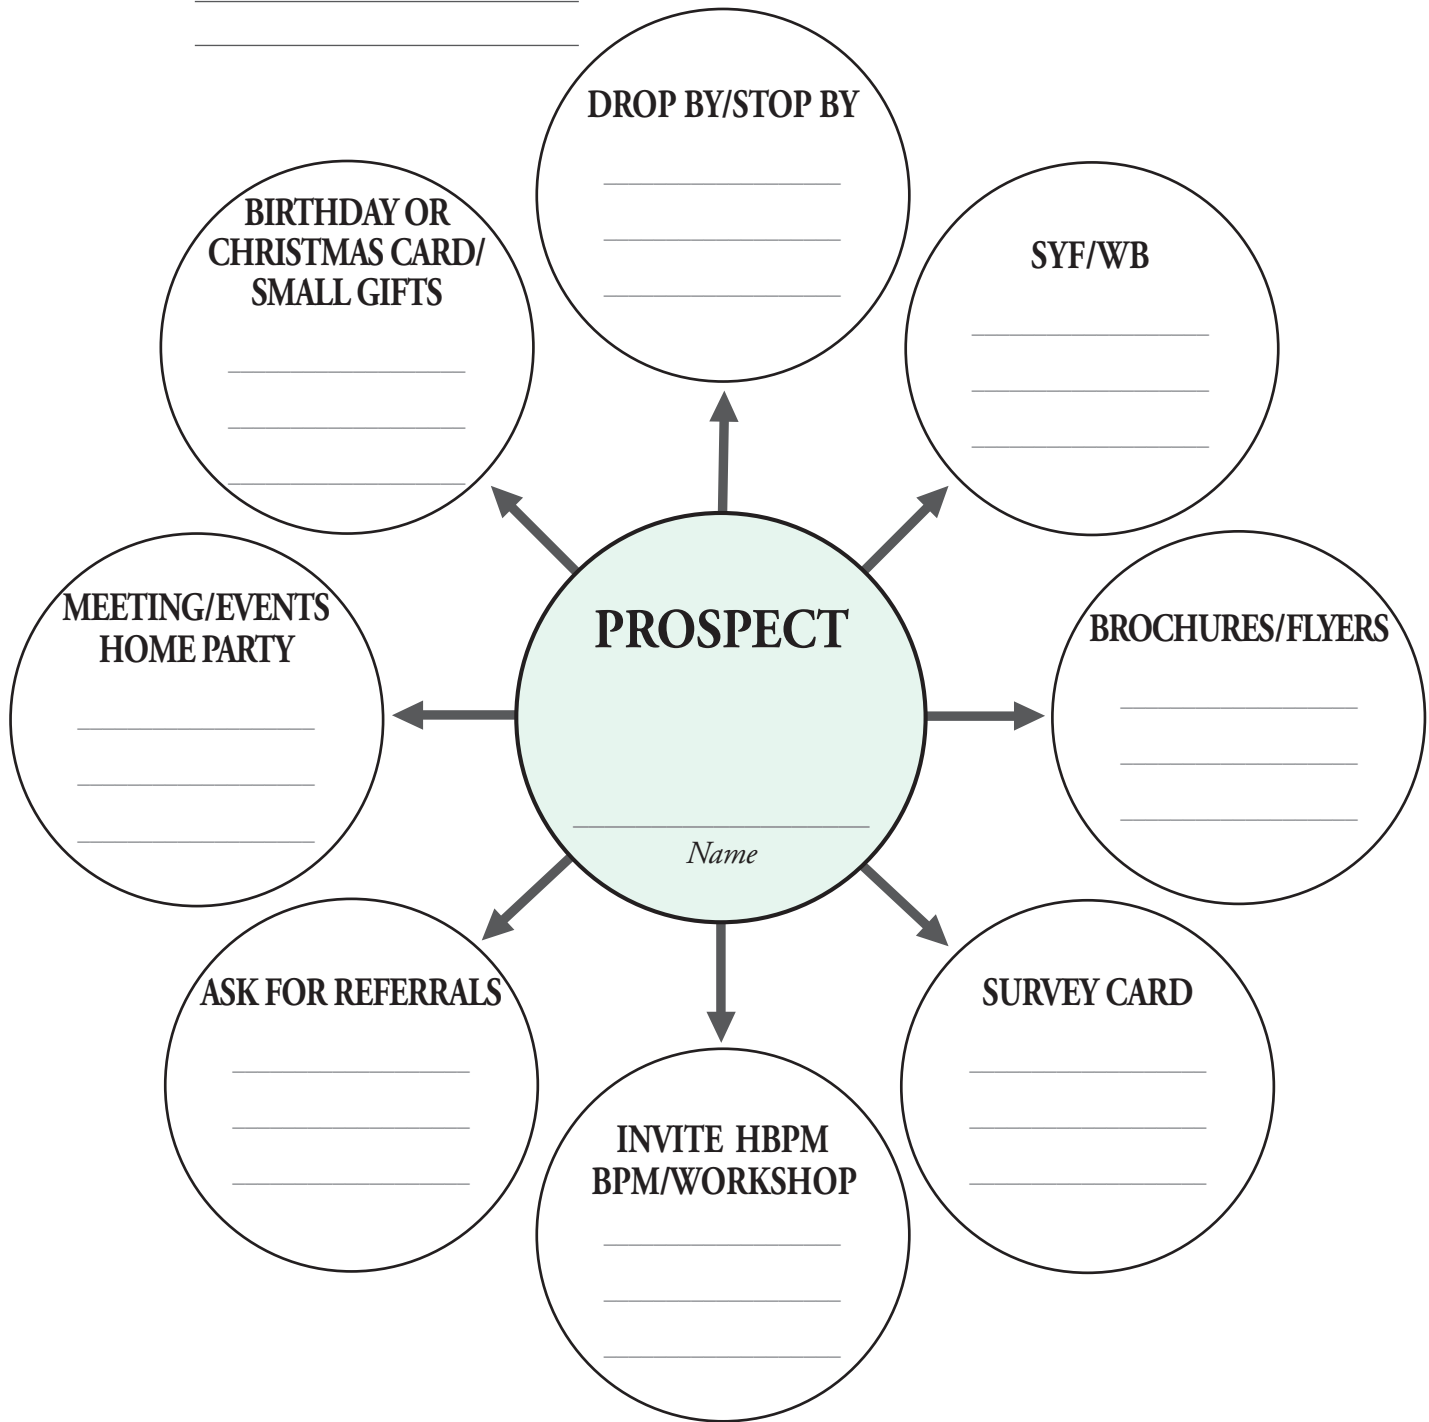 DROP BY/STOP BY
BIRTHDAY OR
CHRISTMAS CARD/
SMALL GIFTS
SYF/WB
MEETING/EVENTS
HOME PARTY
PROSPECT
Name
BROCHURES/FLYERS
ASK FOR REFERRALS
SURVEY CARD
INVITE HBPM
BPM/WORKSHOP